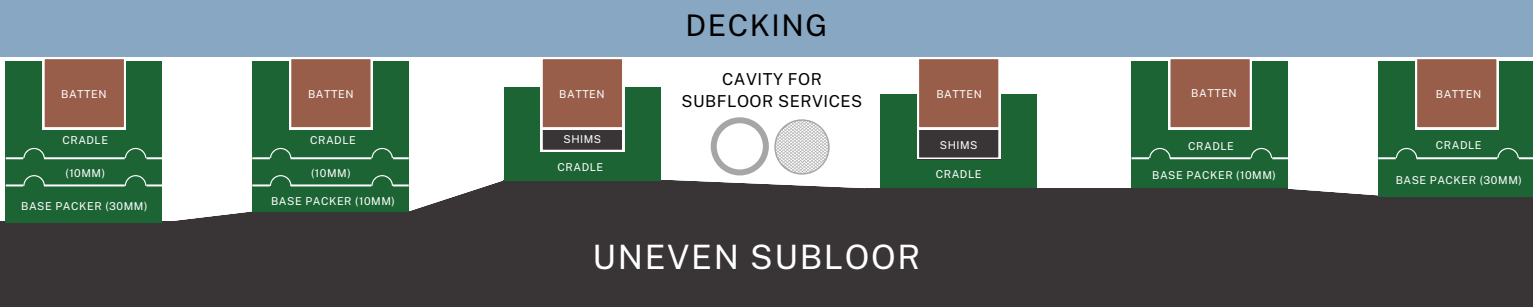 DECKING
BATTEN
CRADLE
(10MM)
BASE PACKER (30MM)
BATTEN
CRADLE
(10MM)
BASE PACKER (10MM)
BATTEN
SHIMS
CRADLE
CAVITY FOR
SUBFLOOR SERVICES
BATTEN
SHIMS
CRADLE
BATTEN
CRADLE
BASE PACKER (10MM)
BATTEN
CRADLE
BASE PACKER (30MM)
UNEVEN SUBLOOR